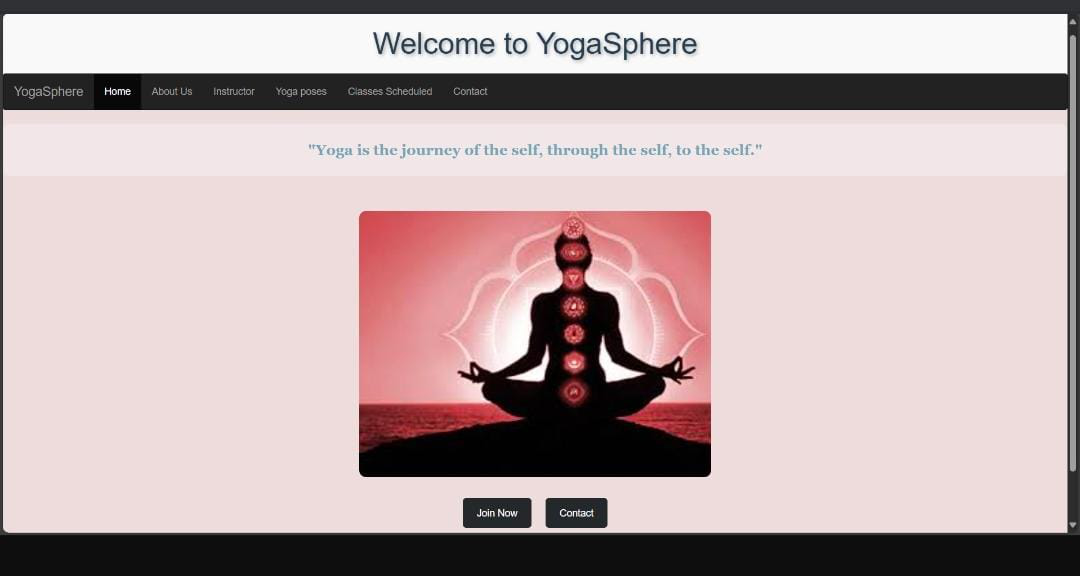 Welcome to YogaSphere
YogaSphere Home About Us Instructor Yoga poses Classes Scheduled Contact
"Yoga is the journey of the self, through the self, to the self."
Join Now Contact